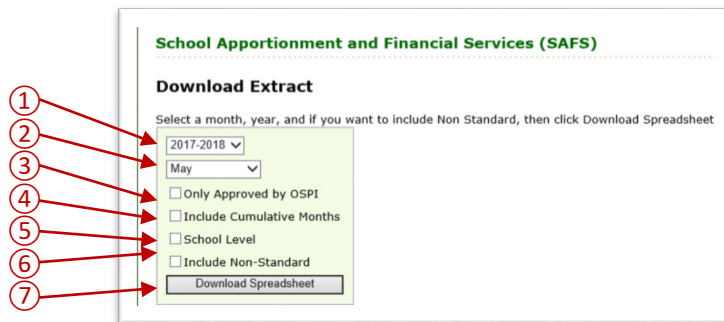 School Apportionment and Financial Services (SAFS)
Download Extract
Select a month, year, and if you want to include Non Standard, then click Download Spreadsheet
① 2017-2018
② May
③ Only Approved by OSPI
④ Include Cumulative Months
⑤ School Level
⑥ Include Non-Standard
⑦ Download Spreadsheet